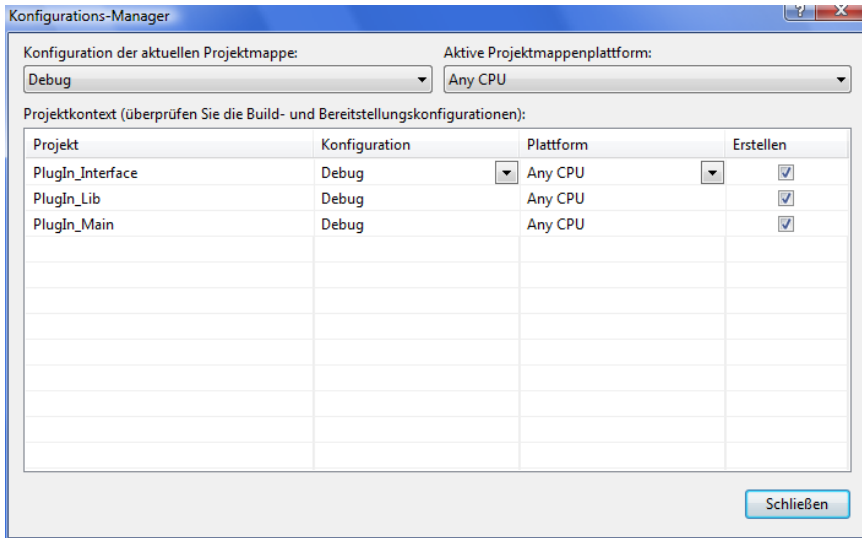 Konfigurations-Manager
Konfiguration der aktuellen Projektmappe: Aktive Projektmappenplattform:
Debug Any CPU
Projektkontext (überprüfen Sie die Build- und Bereitstellungskonfigurationen):
Projekt Konfiguration Plattform Erstellen
PlugIn_Interface Debug Any CPU
PlugIn_Lib Debug Any CPU
PlugIn_Main Debug Any CPU
Schließen